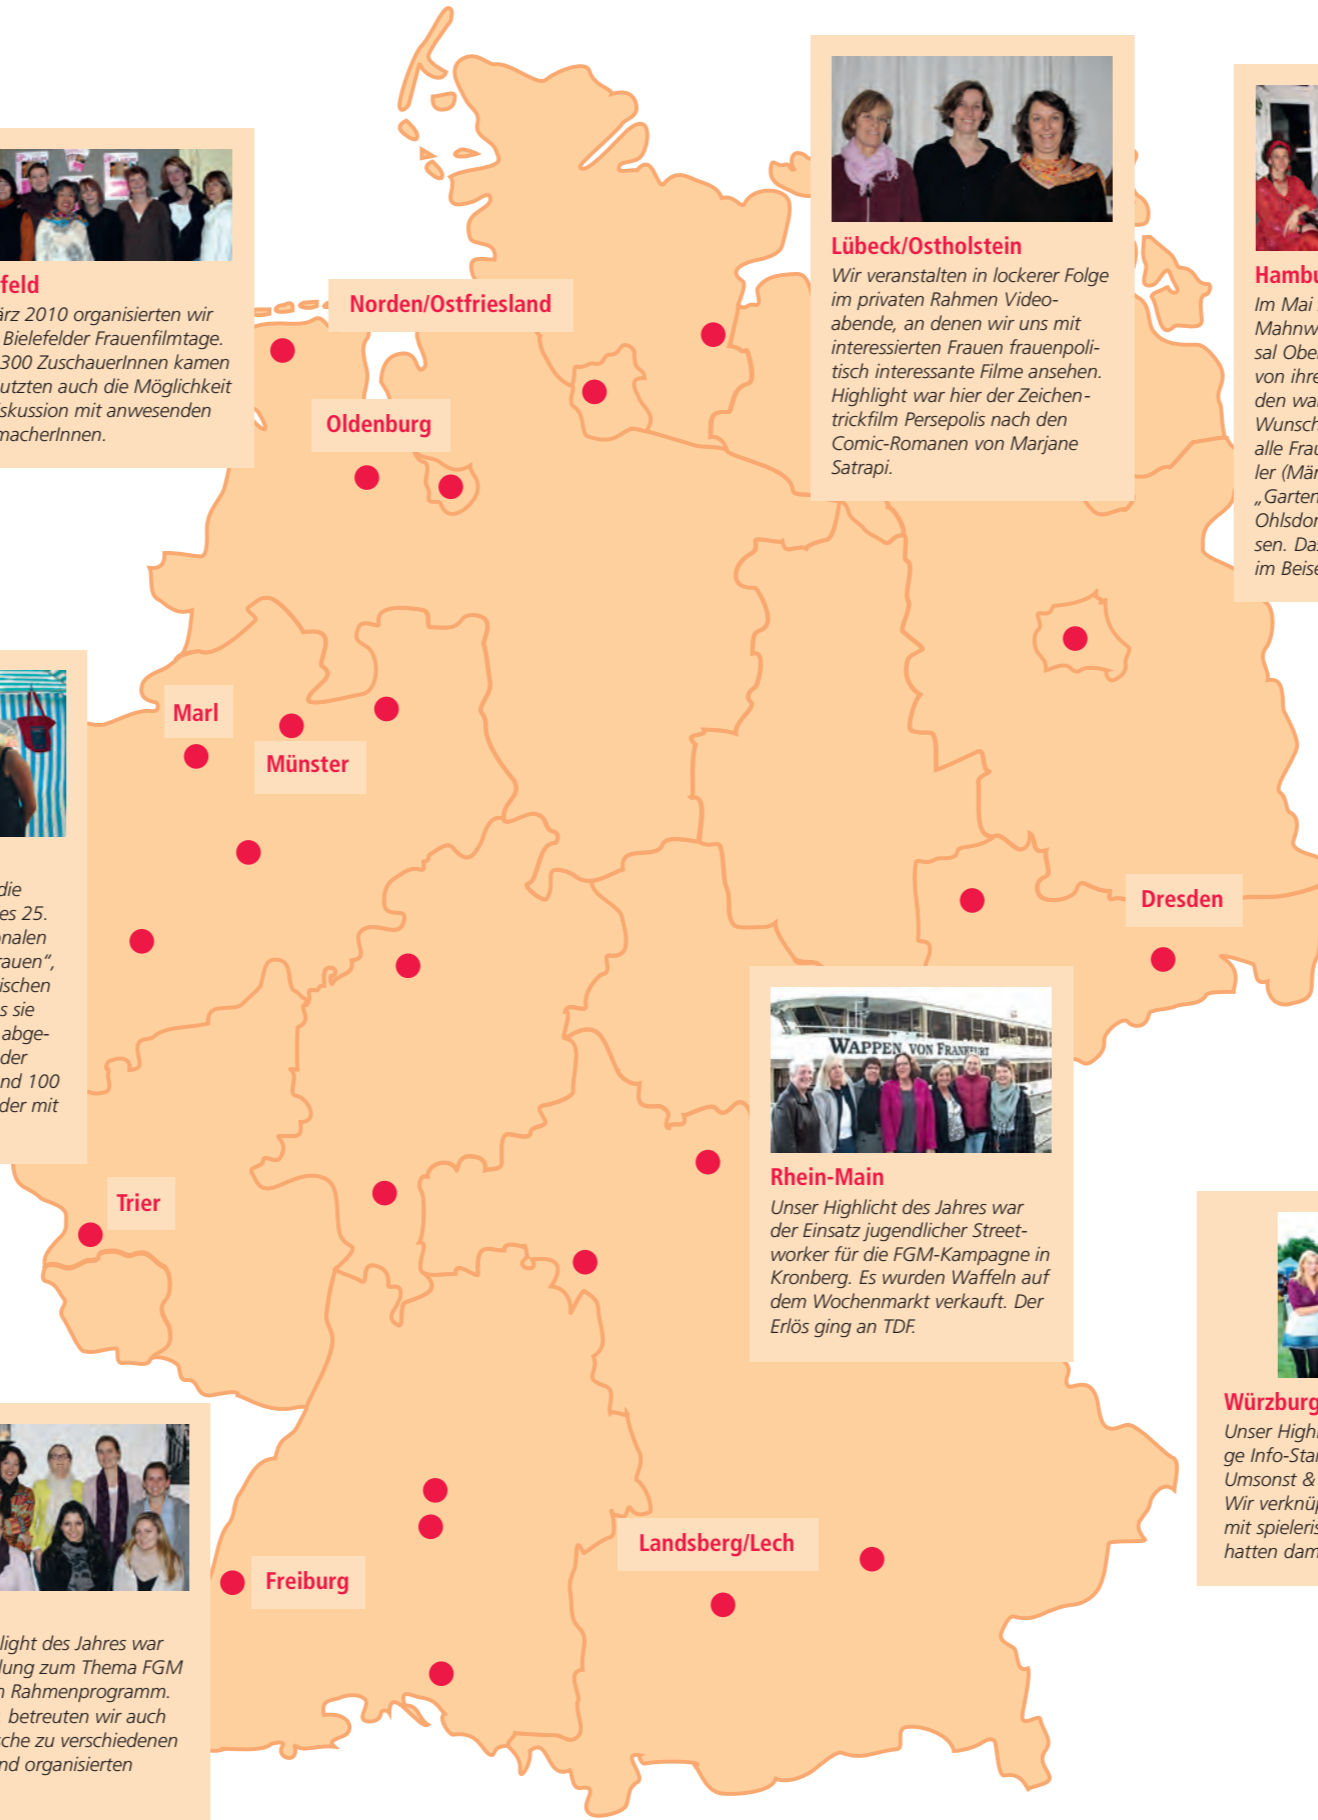 Lübeck/Ostholstein
Wir veranstalten in lockerer Folge
im privaten Rahmen Video-
abende, an denen wir uns mit
interessierten Frauen frauenpoli-
tisch interessante Filme ansehen.
Highlight war hier der Zeichen-
trickfilm Persepolis nach den
Comic-Romanen von Marjane
Satrapi.
Hambu
Im Mai
Mahnw
sal Obe
von ihre
den wa
Wunsch
alle Frau
ler (Mär
„Garten
Ohlsdor
sen. Das
im Beise
feld
ärz 2010 organisierten wir
Bielefelder Frauenfilmtage.
300 ZuschauerInnen kamen
utzten auch die Möglichkeit
skussion mit anwesenden
macherInnen.
Norden/Ostfriesland
Oldenburg
Marl
Münster
die
es 25.
onalen
rauen“,
ischen
s sie
abge-
der
nd 100
der mit
Dresden
WAPPEN VON FRANKFURT
Rhein-Main
Unser Highlicht des Jahres war
der Einsatz jugendlicher Street-
worker für die FGM-Kampagne in
Kronberg. Es wurden Waffeln auf
dem Wochenmarkt verkauft. Der
Erlös ging an TDF.
Trier
Würzburg
Unser Highl
ge Info-Star
Umsonst &
Wir verknüp
mit spieleris
hatten dam
Landsberg/Lech
Freiburg
light des Jahres war
lung zum Thema FGM
n Rahmenprogramm.
betreuten wir auch
sche zu verschiedenen
nd organisierten